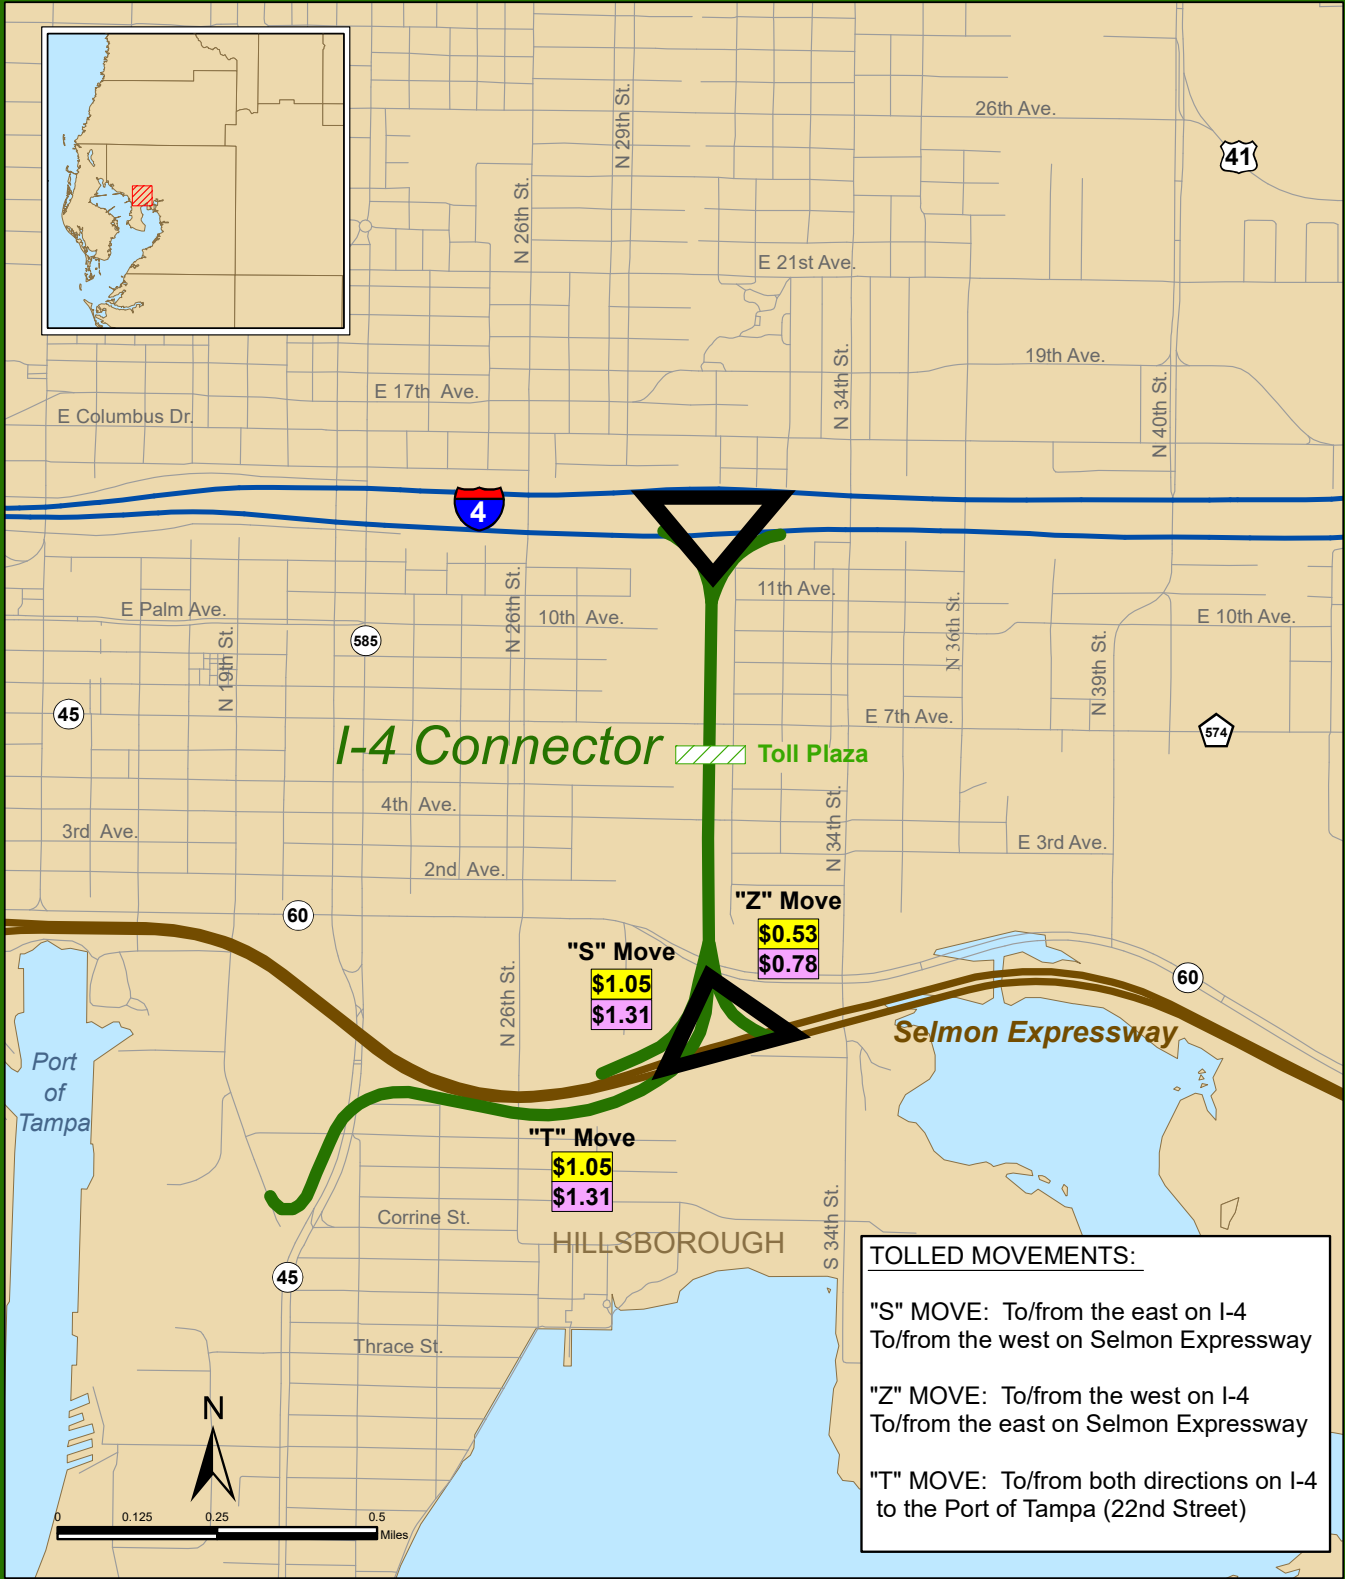 26th Ave.
N 29th St.
41
N 26th St.
E 21st Ave.
19th Ave.
N 34th St.
N 40th St.
E 17th  Ave.
E Columbus Dr.
4
11th Ave.
N 26th St.
10th  Ave.
E Palm Ave.
N 36th St.
E 10th Ave.
585
N 19th St.
N 39th St.
45
E 7th Ave.
574
I-4 Connector
Toll Plaza
4th  Ave.
N 34th St.
3rd  Ave.
E 3rd Ave.
2nd  Ave.
"Z" Move
$0.53
$0.78
60
"S" Move
$1.05
$1.31
60
N 26th St.
Selmon Expressway
Port
of
Tampa
"T" Move
$1.05
$1.31
Corrine St.
S 34th St.
HILLSBOROUGH
45
Thrace St.
TOLLED MOVEMENTS:
"S" MOVE:  To/from the east on I-4
To/from the west on Selmon Expressway
"Z" MOVE:  To/from the west on I-4
To/from the east on Selmon Expressway
"T" MOVE:  To/from both directions on I-4
to the Port of Tampa (22nd Street)
N
0 0.125 0.25 0.5
Miles